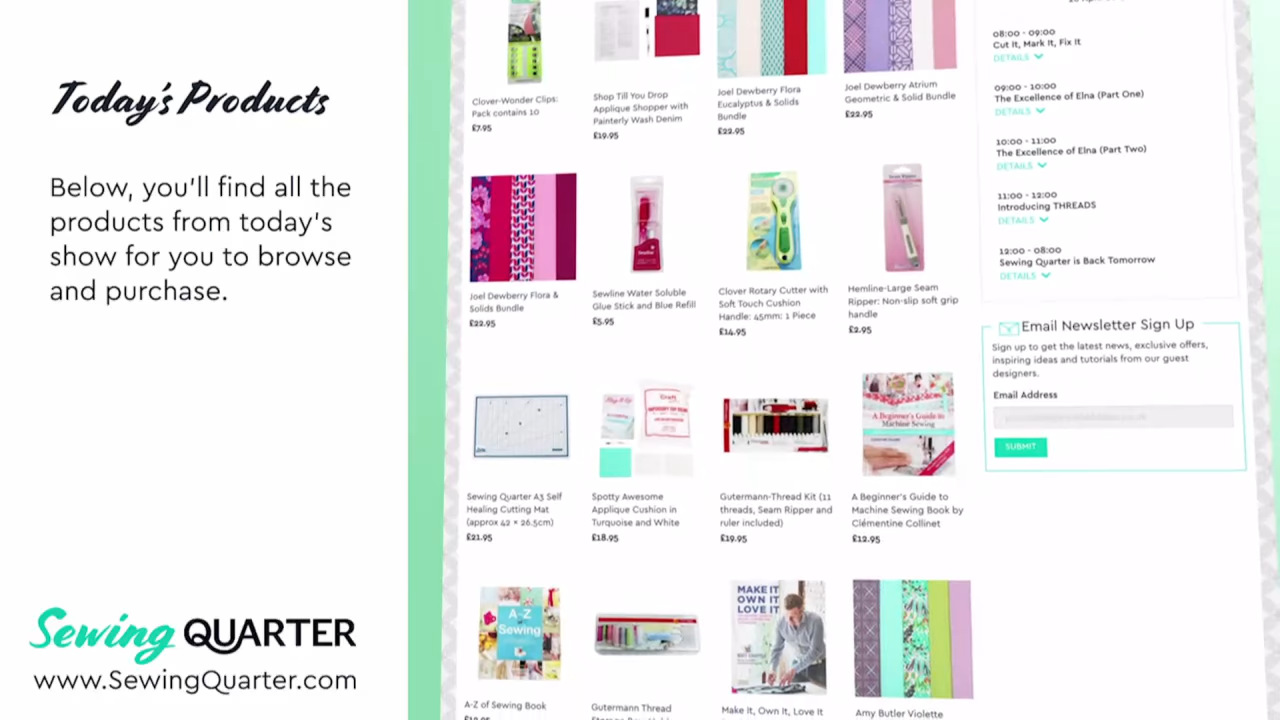 Today's Products
Below, you'll find all the
products from today's
show for you to browse
and purchase.
Sewing QUARTER
www.SewingQuarter.com
Clover-Wonder Clips:
Pack contains 10
£7.95
Shop Till You Drop
Applique Shopper with
Painterly Wash Denim
£19.95
Joel Dewberry Flora
Eucalyptus & Solids
Bundle
£22.95
Joel Dewberry Atrium
Geometric & Solid Bundle
£22.95
Joel Dewberry Flora &
Solids Bundle
£22.95
Sewline Water Soluble
Glue Stick and Blue Refill
£5.95
Clover Rotary Cutter with
Soft Touch Cushion
Handle: 45mm: 1 Piece
£14.95
Hemline-Large Seam
Ripper: Non-slip soft grip
handle
£2.95
Sewing Quarter A3 Self
Healing Cutting Mat
(approx 42 × 26.5cm)
£21.95
Spotty Awesome
Applique Cushion in
Turquoise and White
£18.95
Gutermann-Thread Kit (11
threads, Seam Ripper and
ruler included)
£19.95
A Beginner's Guide to
Machine Sewing
A Beginner's Guide to
Machine Sewing Book by
Clémentine Collinet
£12.95
A-Z
of Sewing
A-Z of Sewing Book
Gutermann Thread
MAKE IT
OWN IT
LOVE IT
Make It, Own It, Love It
Amy Butler Violette
08:00 - 09:00
Cut It, Mark It, Fix It
DETAILS
09:00 - 10:00
The Excellence of Elna (Part One)
DETAILS
10:00 - 11:00
The Excellence of Elna (Part Two)
DETAILS
11:00 - 12:00
Introducing THREADS
DETAILS
12:00 - 08:00
Sewing Quarter is Back Tomorrow
DETAILS
Email Newsletter Sign Up
Sign up to get the latest news, exclusive offers,
inspiring ideas and tutorials from our guest
designers.
Email Address
SUBMIT